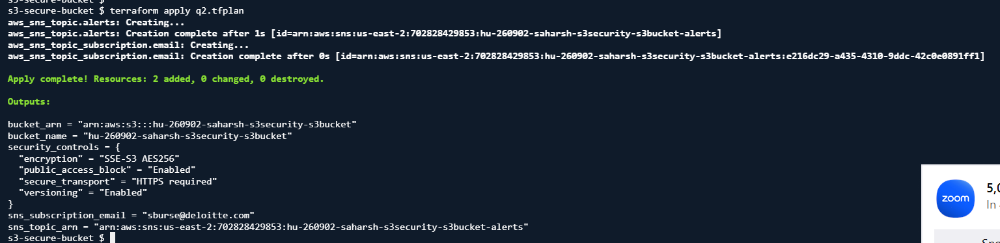 s3-secure-bucket $
s3-secure-bucket $ terraform apply q2.tfplan
aws_sns_topic.alerts: Creating...
aws_sns_topic.alerts: Creation complete after 1s [id=arn:aws:sns:us-east-2:702828429853:hu-260902-saharsh-s3security-s3bucket-alerts]
aws_sns_topic_subscription.email: Creating...
aws_sns_topic_subscription.email: Creation complete after 0s [id=arn:aws:sns:us-east-2:702828429853:hu-260902-saharsh-s3security-s3bucket-alerts:e216dc29-a435-4310-9ddc-42c0e0891ff1]
Apply complete! Resources: 2 added, 0 changed, 0 destroyed.
Outputs:
bucket_arn = "arn:aws:s3:::hu-260902-saharsh-s3security-s3bucket"
bucket_name = "hu-260902-saharsh-s3security-s3bucket"
security_controls = {
"encryption" = "SSE-S3 AES256"
"public_access_block" = "Enabled"
"secure_transport" = "HTTPS required"
"versioning" = "Enabled"
}
sns_subscription_email = "sburse@deloitte.com"
sns_topic_arn = "arn:aws:sns:us-east-2:702828429853:hu-260902-saharsh-s3security-s3bucket-alerts"
s3-secure-bucket $
zoom
In